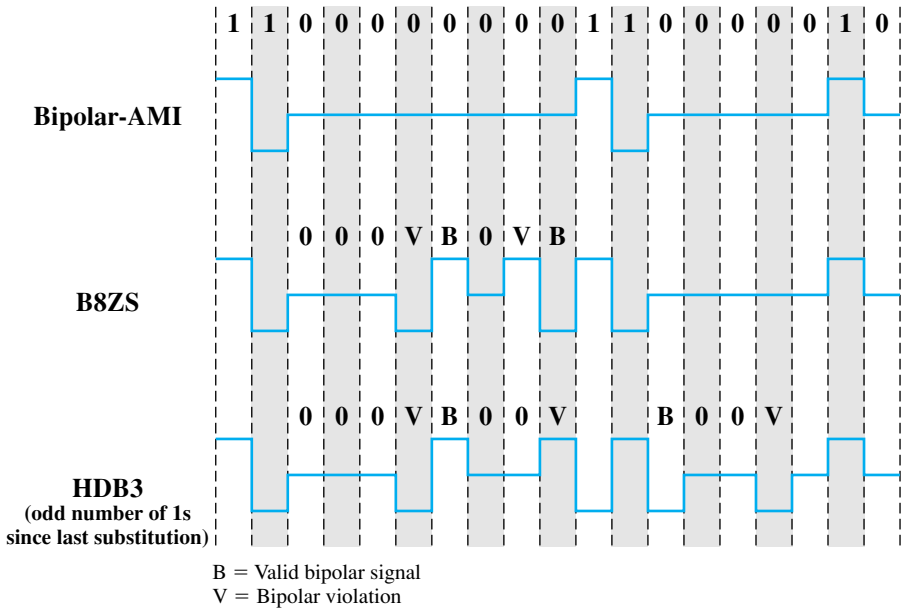 1 1 0 0 0 0 0 0 0 0 1 1 0 0 0 0 0 1 0
Bipolar-AMI
0 0 0 V B 0 V B
B8ZS
0 0 0 V B 0 0 V B 0 0 V
HDB3
(odd number of 1s
since last substitution)
B = Valid bipolar signal
V = Bipolar violation